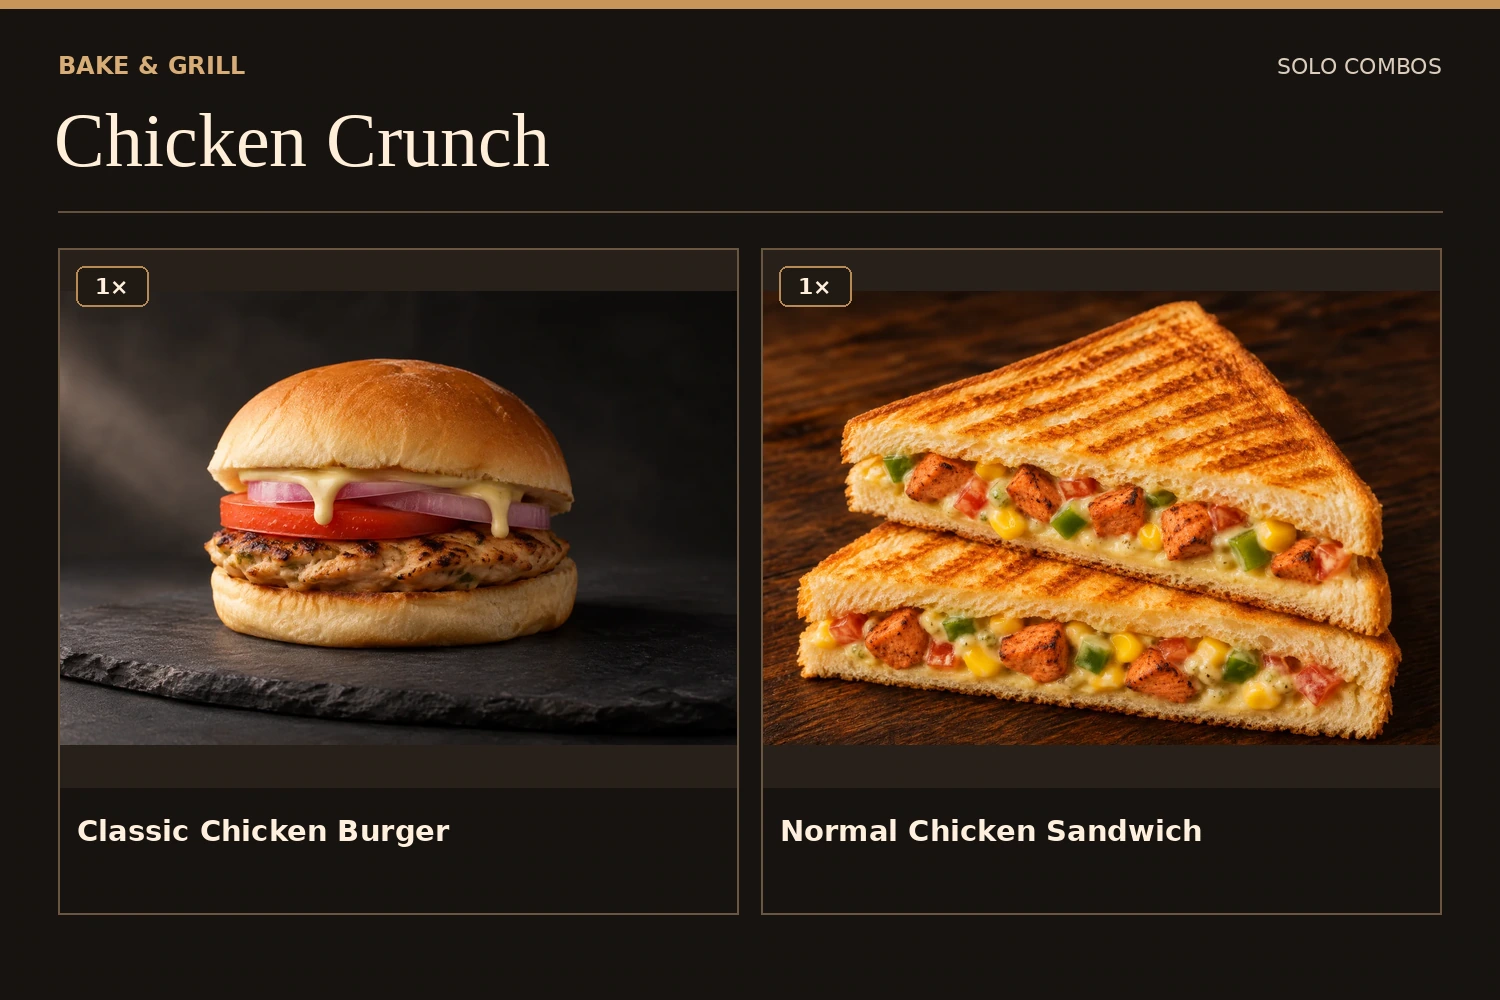 BAKE & GRILL
SOLO COMBOS
Chicken Crunch
1×
1×
Classic Chicken Burger
Normal Chicken Sandwich